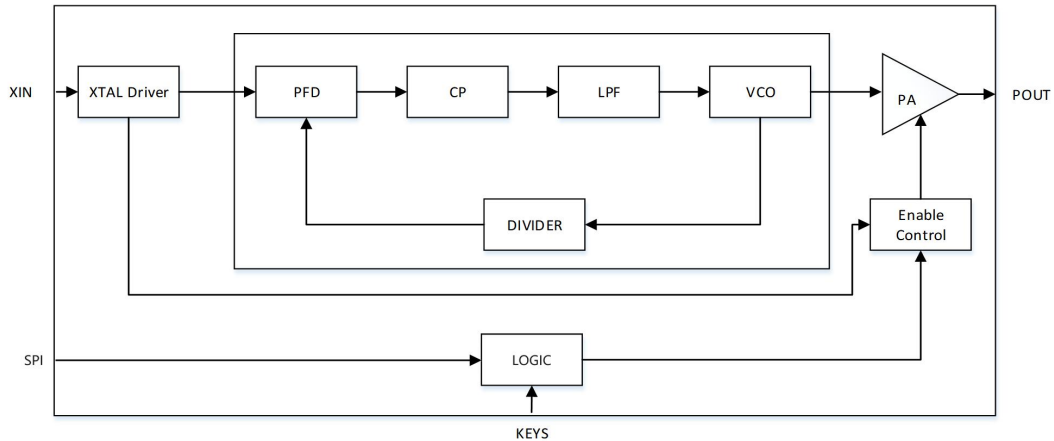 XIN
XTAL Driver
PFD
CP
LPF
VCO
PA
POUT
DIVIDER
Enable
Control
SPI
LOGIC
KEYS